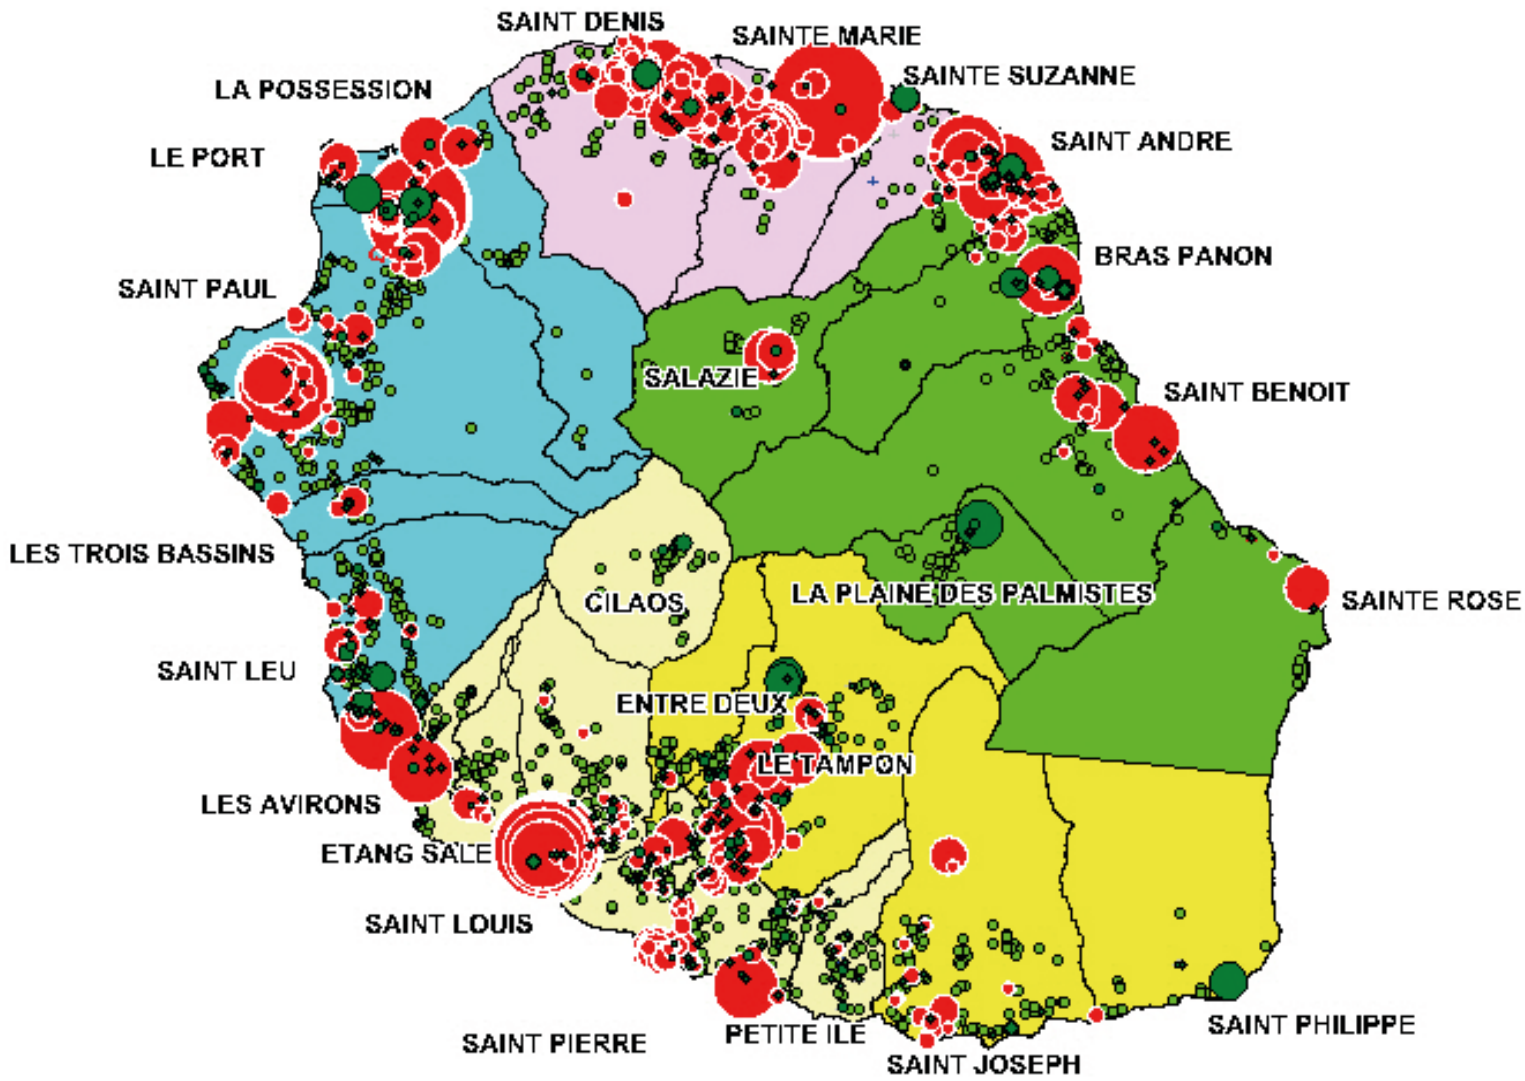 SAINT DENIS
SAINTE MARIE
SAINTE SUZANNE
LA POSSESSION
SAINT ANDRE
LE PORT
BRAS PANON
SAINT PAUL
SALAZIE
SAINT BENOIT
LES TROIS BASSINS
CILAOS
LA PLAINE DES PALMISTES
SAINTE ROSE
SAINT LEU
ENTRE DEUX
LE TAMPON
LES AVIRONS
ETANG SALE
SAINT LOUIS
SAINT PHILIPPE
PETITE ILE
SAINT PIERRE
SAINT JOSEPH